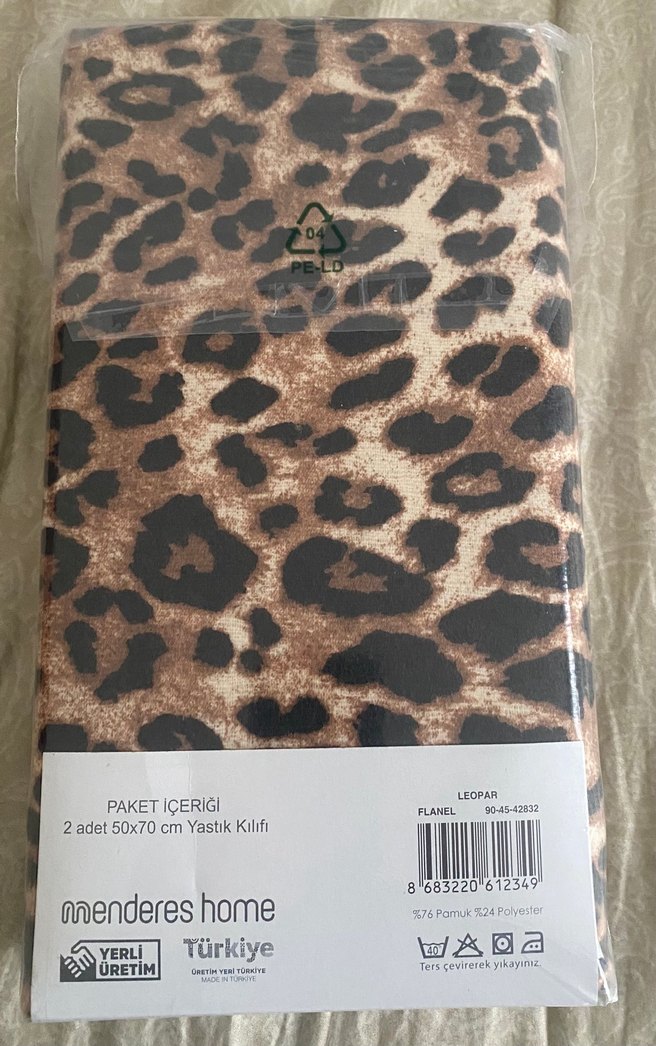 04
PE-LD
PAKET İÇERİĞİ
2 adet 50x70 cm Yastık Kılıfı
menderes home
YERLİ
ÜRETİM
Türkiye
ÜRETİM YERİ TÜRKİYE
MADE IN TÜRKİYE
LEOPAR
FLANEL 90-45-42832
8 683220 612349
%76 Pamuk %24 Polyester
40
Ters çevirerek yıkayınız.